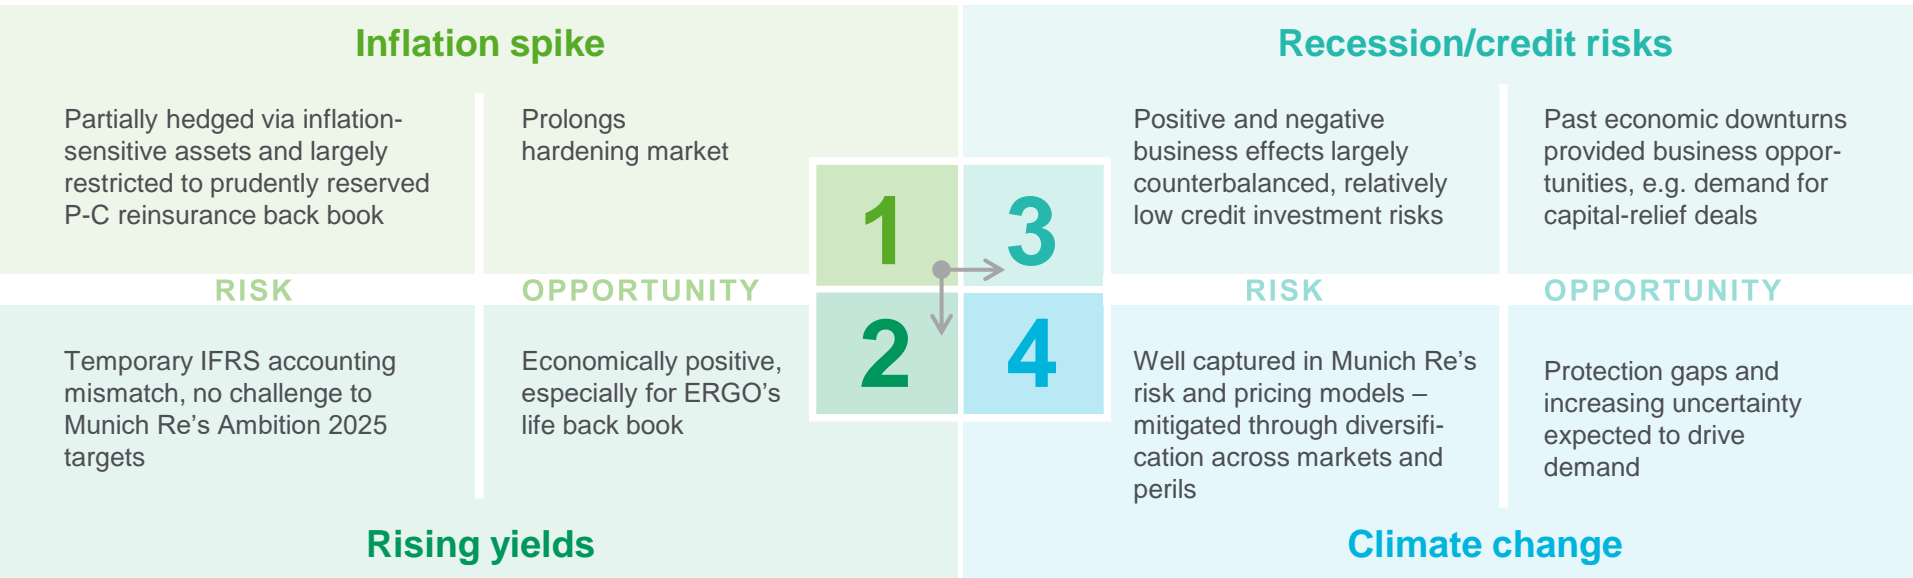 Inflation spike
Partially hedged via inflation-
sensitive assets and largely
restricted to prudently reserved
P-C reinsurance back book
Prolongs
hardening market
1
RISK
OPPORTUNITY
2
Temporary IFRS accounting
mismatch, no challenge to
Munich Re’s Ambition 2025
targets
Economically positive,
especially for ERGO’s
life back book
Rising yields
Recession/credit risks
3
Positive and negative
business effects largely
counterbalanced, relatively
low credit investment risks
Past economic downturns
provided business oppor-
tunities, e.g. demand for
capital-relief deals
RISK
OPPORTUNITY
4
Well captured in Munich Re’s
risk and pricing models –
mitigated through diversifi-
cation across markets and
perils
Protection gaps and
increasing uncertainty
expected to drive
demand
Climate change